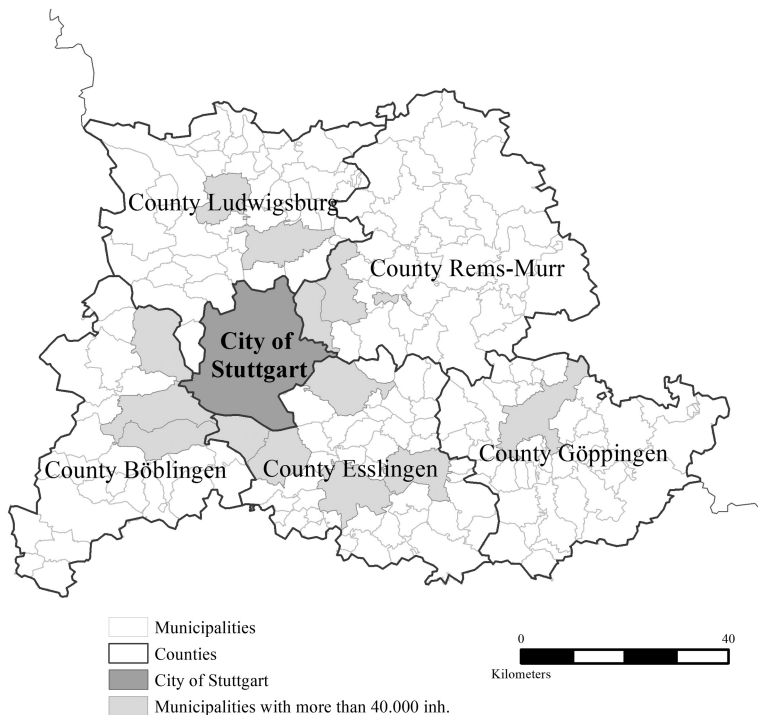 County Ludwigsburg
County Rems-Murr
City of
Stuttgart
County Böblingen
County Esslingen
County Göppingen
Municipalities
Counties
City of Stuttgart
Municipalities with more than 40.000 inh.
0 40
Kilometers